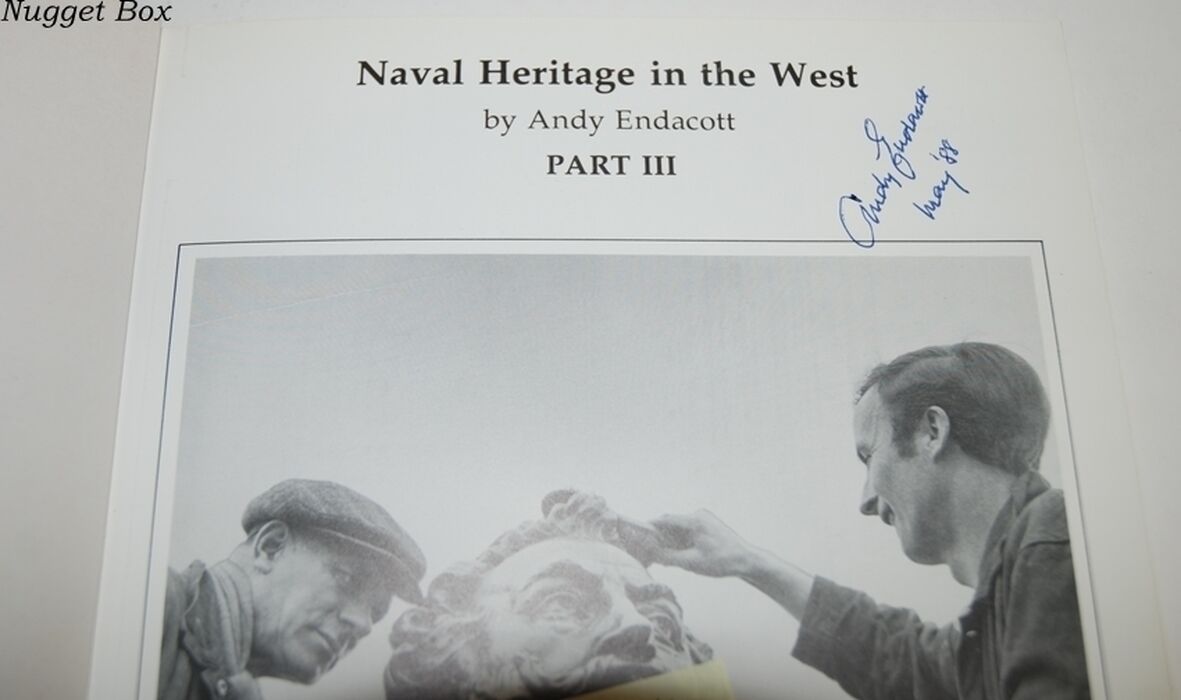 Nugget Box
Naval Heritage in the West
by Andy Endacott
PART III
Andy Endacott
May '88